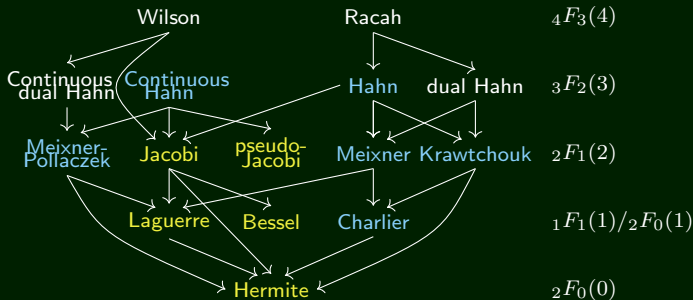 Wilson Racah ₄F₃(4)
Continuous dual Hahn Continuous Hahn Hahn dual Hahn ₃F₂(3)
Meixner-Pollaczek Jacobi pseudo-Jacobi Meixner Krawtchouk ₂F₁(2)
Laguerre Bessel Charlier ₁F₁(1)/₂F₀(1)
Hermite ₂F₀(0)